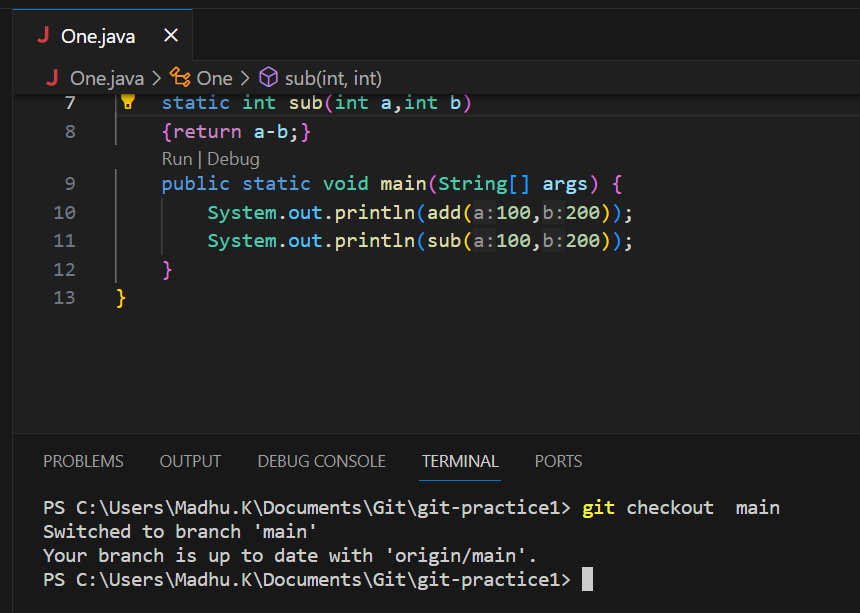 J One.java ×
J One.java > One > sub(int, int)
7 static int sub(int a,int b)
8 {return a-b;}
Run | Debug
9 public static void main(String[] args) {
10 System.out.println(add(a:100,b:200));
11 System.out.println(sub(a:100,b:200));
12 }
13 }
PROBLEMS OUTPUT DEBUG CONSOLE TERMINAL PORTS
PS C:\Users\Madhu.K\Documents\Git\git-practice1> git checkout  main
Switched to branch 'main'
Your branch is up to date with 'origin/main'.
PS C:\Users\Madhu.K\Documents\Git\git-practice1>